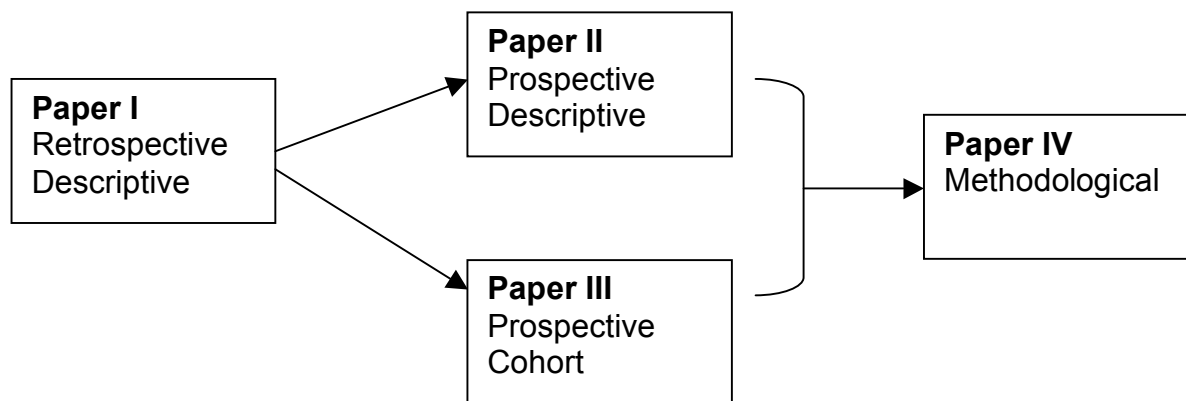 Paper I
Retrospective
Descriptive
Paper II
Prospective
Descriptive
Paper III
Prospective
Cohort
Paper IV
Methodological